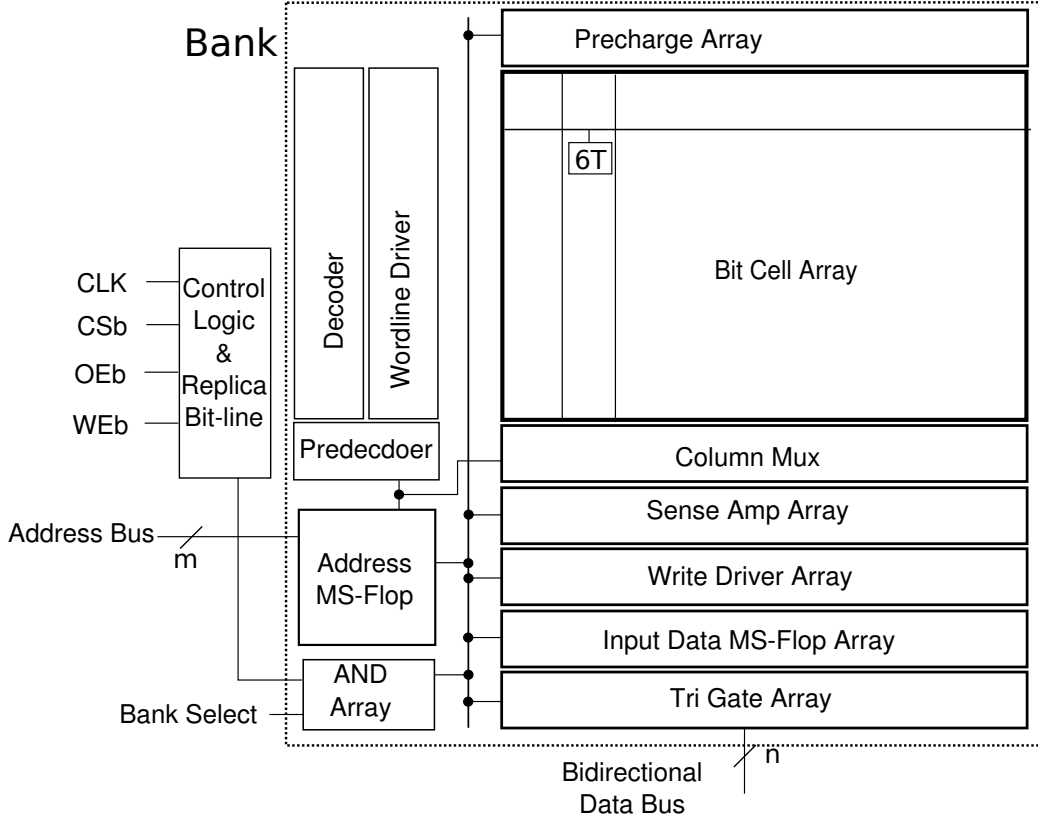 Bank
Precharge Array
6T
Bit Cell Array
Decoder
Wordline Driver
CLK
CSb
OEb
WEb
Control
Logic
&
Replica
Bit-line
Predecdoer
Column Mux
Sense Amp Array
Address Bus
m
Address
MS-Flop
Write Driver Array
Input Data MS-Flop Array
AND
Array
Tri Gate Array
Bank Select
n
Bidirectional
Data Bus